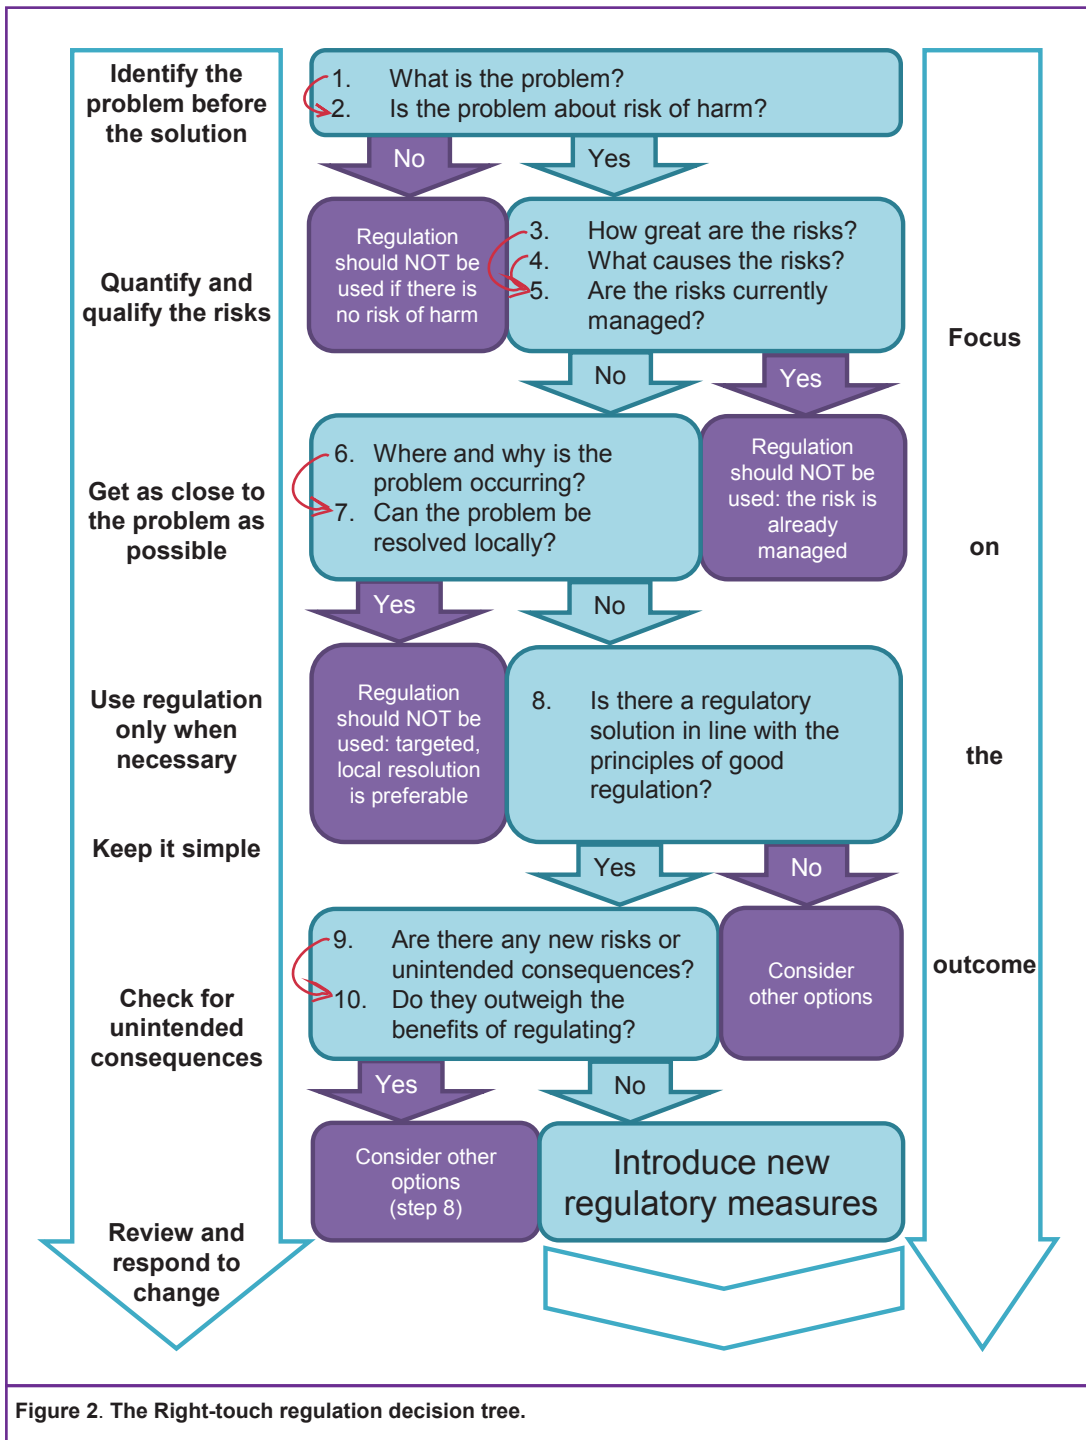 Identify the
problem before
the solution
1. What is the problem?
2. Is the problem about risk of harm?
No
Yes
Quantify and
qualify the risks
Regulation
should NOT be
used if there is
no risk of harm
3. How great are the risks?
4. What causes the risks?
5. Are the risks currently
managed?
No
Yes
Get as close to
the problem as
possible
6. Where and why is the
problem occurring?
7. Can the problem be
resolved locally?
Regulation
should NOT be
used: the risk is
already
managed
Yes
No
Use regulation
only when
necessary
Regulation
should NOT be
used: targeted,
local resolution
is preferable
8. Is there a regulatory
solution in line with the
principles of good
regulation?
Keep it simple
Yes
No
Check for
unintended
consequences
9. Are there any new risks or
unintended consequences?
10. Do they outweigh the
benefits of regulating?
Consider
other options
Yes
No
Review and
respond to
change
Consider other
options
(step 8)
Introduce new
regulatory measures
Focus
on
the
outcome
Figure 2. The Right-touch regulation decision tree.